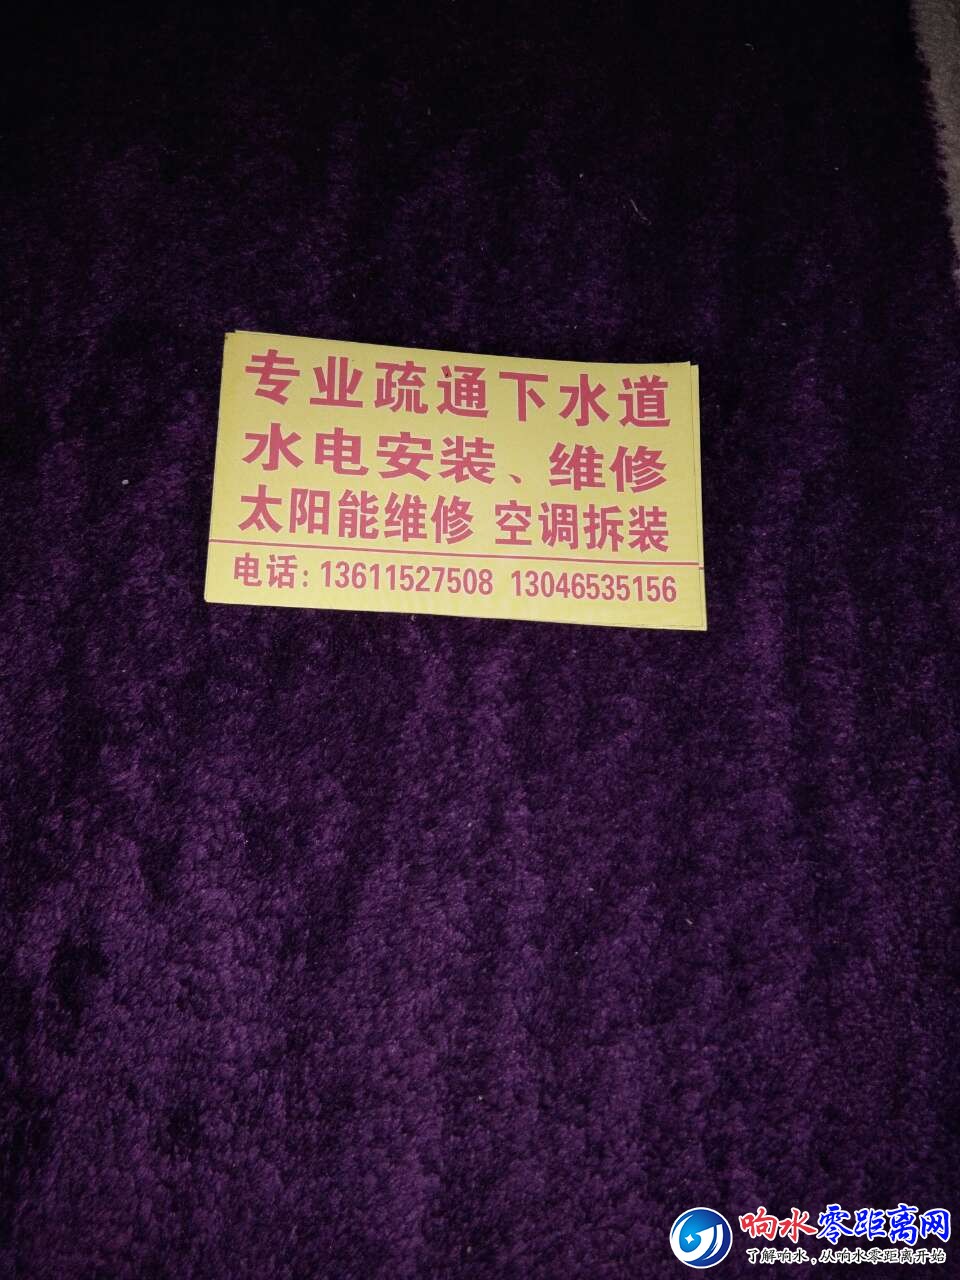 专业疏通下水道
水电安装、维修
太阳能维修 空调拆装
电话：13611527508 13046535156
响水零距离网
了解响水，从响水零距离开始